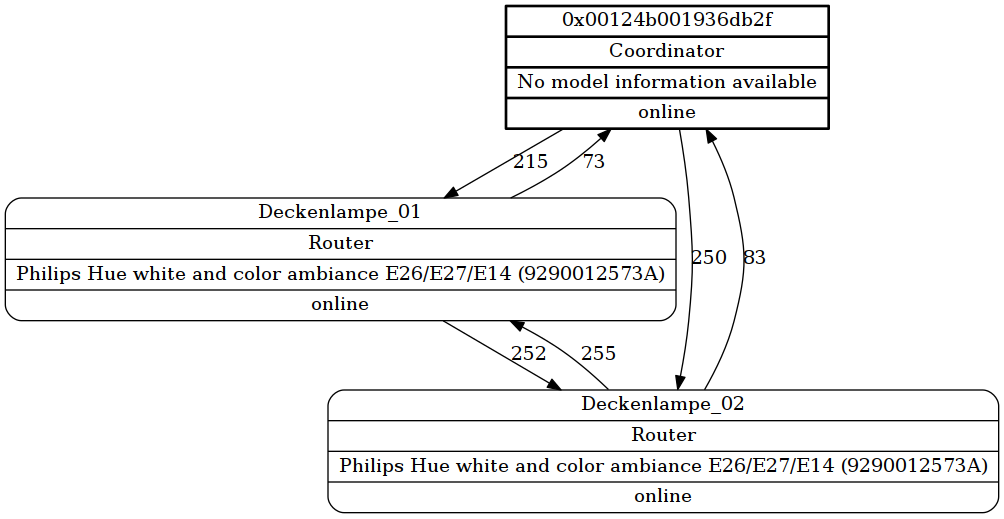 0x00124b001936db2f
Coordinator
No model information available
online
215
73
Deckenlampe_01
Router
Philips Hue white and color ambiance E26/E27/E14 (9290012573A)
online
250
83
252
255
Deckenlampe_02
Router
Philips Hue white and color ambiance E26/E27/E14 (9290012573A)
online